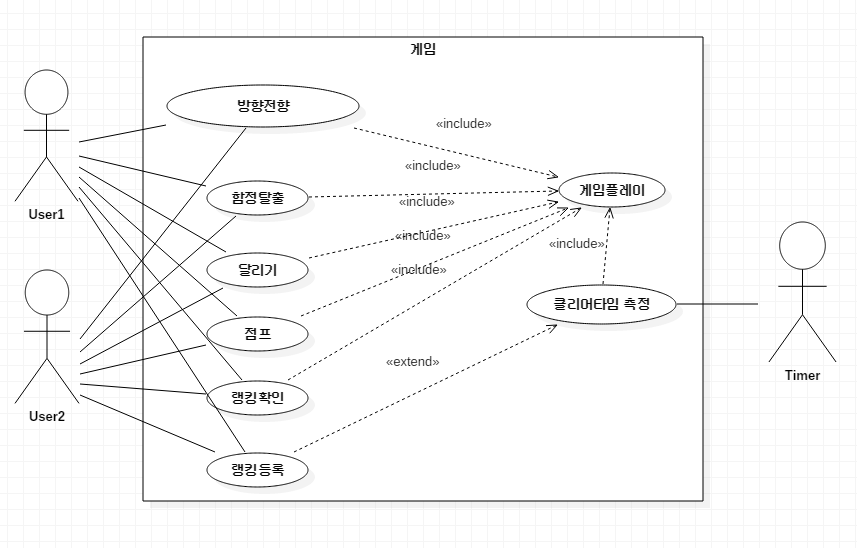 게임
방향전향
«include»
«include»
함정탈출
게임플레이
User1
«include»
«include»
«include»
달리기
«include»
클리어타임 측정
점프
«extend»
Timer
랭킹확인
User2
랭킹등록